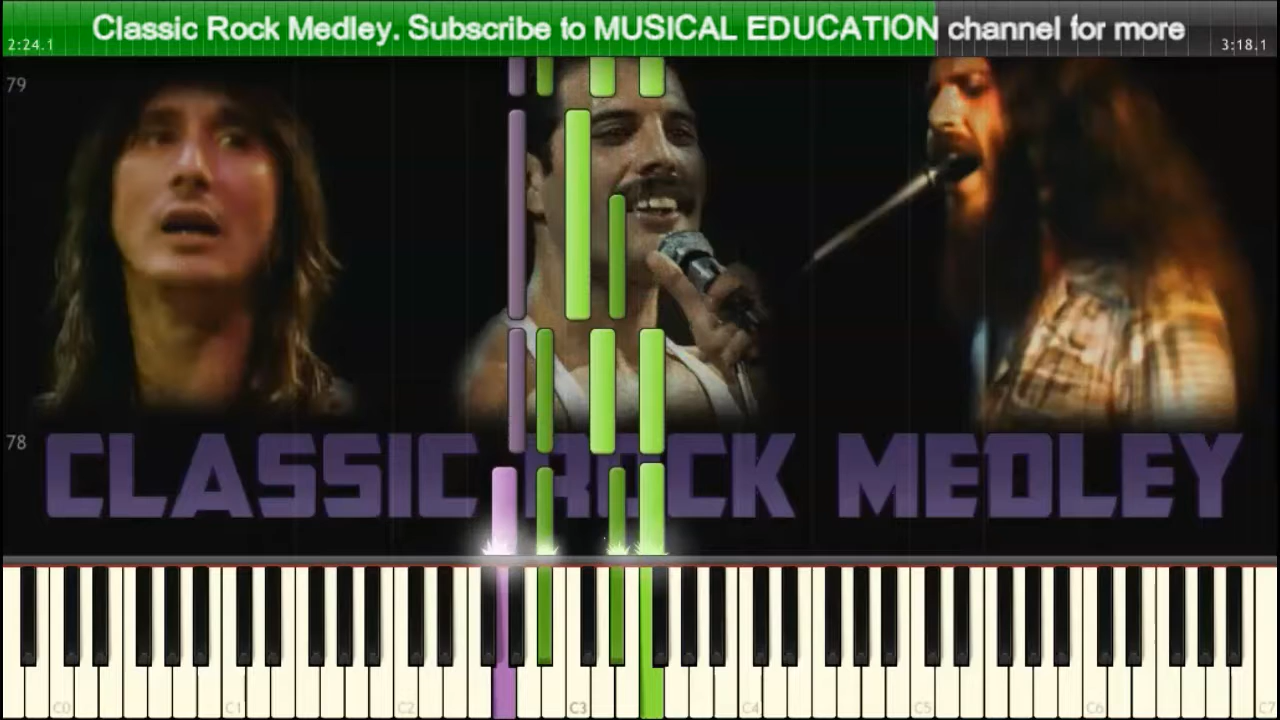 Classic Rock Medley. Subscribe to MUSICAL EDUCATION channel for more
2:24.1
3:18.1
79
78
CLASSIC ROCK MEDLEY
C0 C1 C2 C3 C4 C5 C6 C7